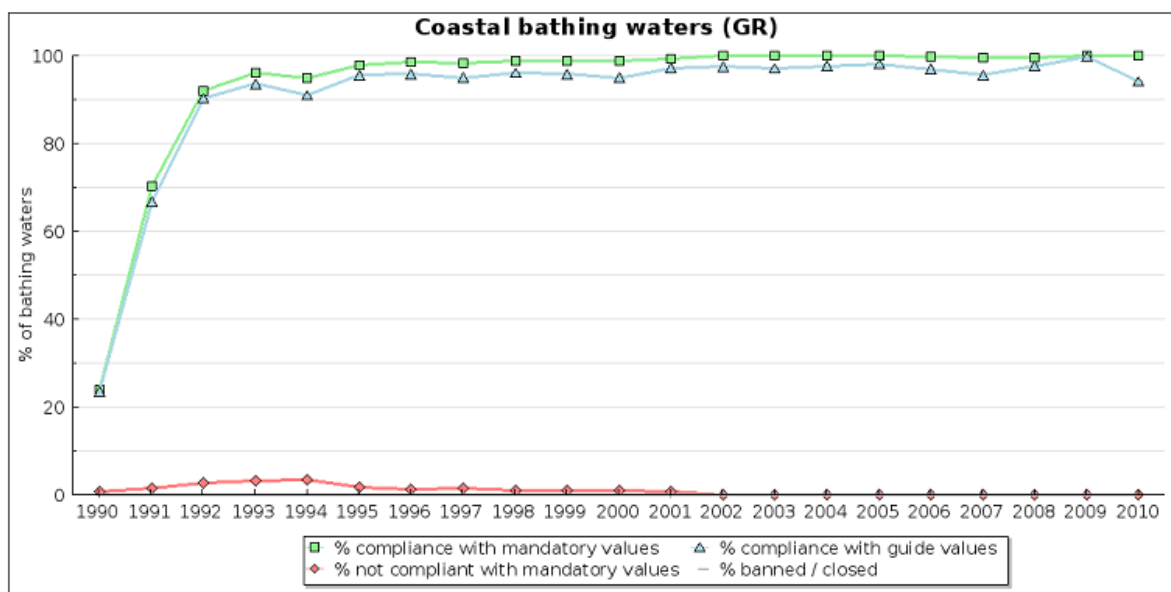 Coastal bathing waters (GR)
100
80
60
40
20
0
% of bathing waters
1990 1991 1992 1993 1994 1995 1996 1997 1998 1999 2000 2001 2002 2003 2004 2005 2006 2007 2008 2009 2010
% compliance with mandatory values % compliance with guide values
% not compliant with mandatory values % banned / closed